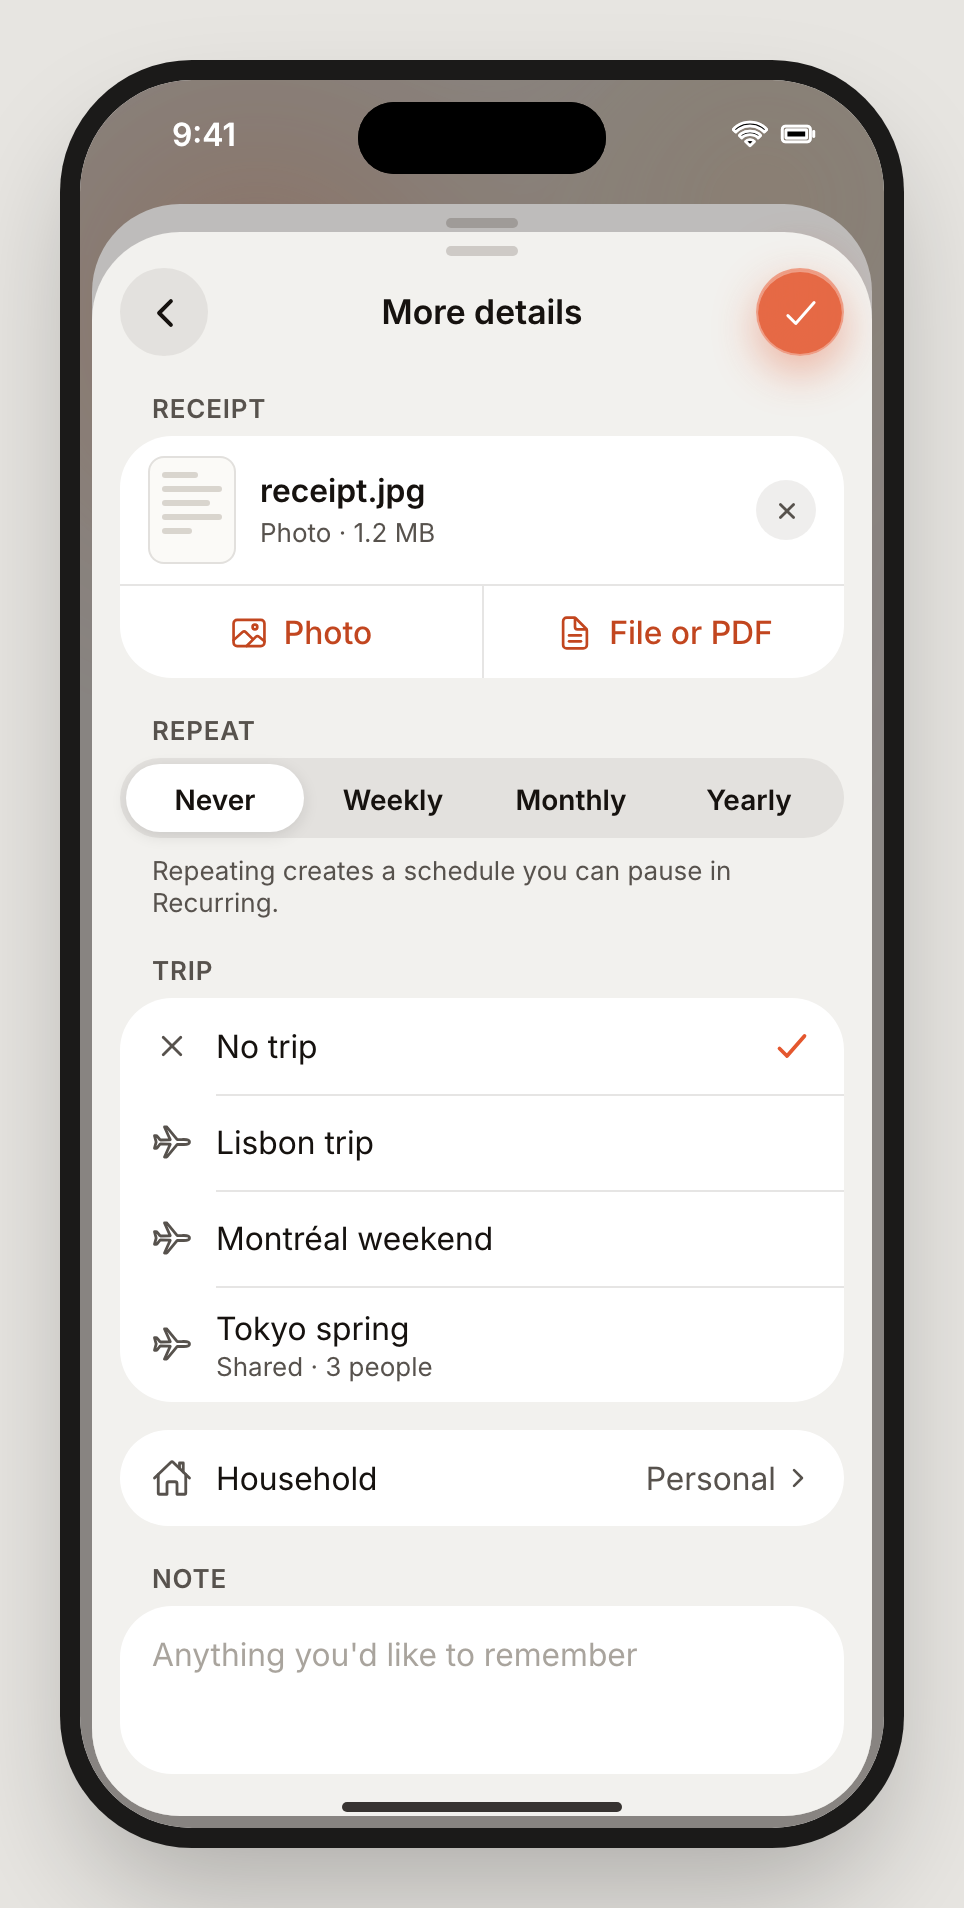 9:41
More details
RECEIPT
receipt.jpg
Photo · 1.2 MB
Photo
File or PDF
REPEAT
Never
Weekly
Monthly
Yearly
Repeating creates a schedule you can pause in
Recurring.
TRIP
No trip
Lisbon trip
Montréal weekend
Tokyo spring
Shared · 3 people
Household
Personal
NOTE
Anything you'd like to remember